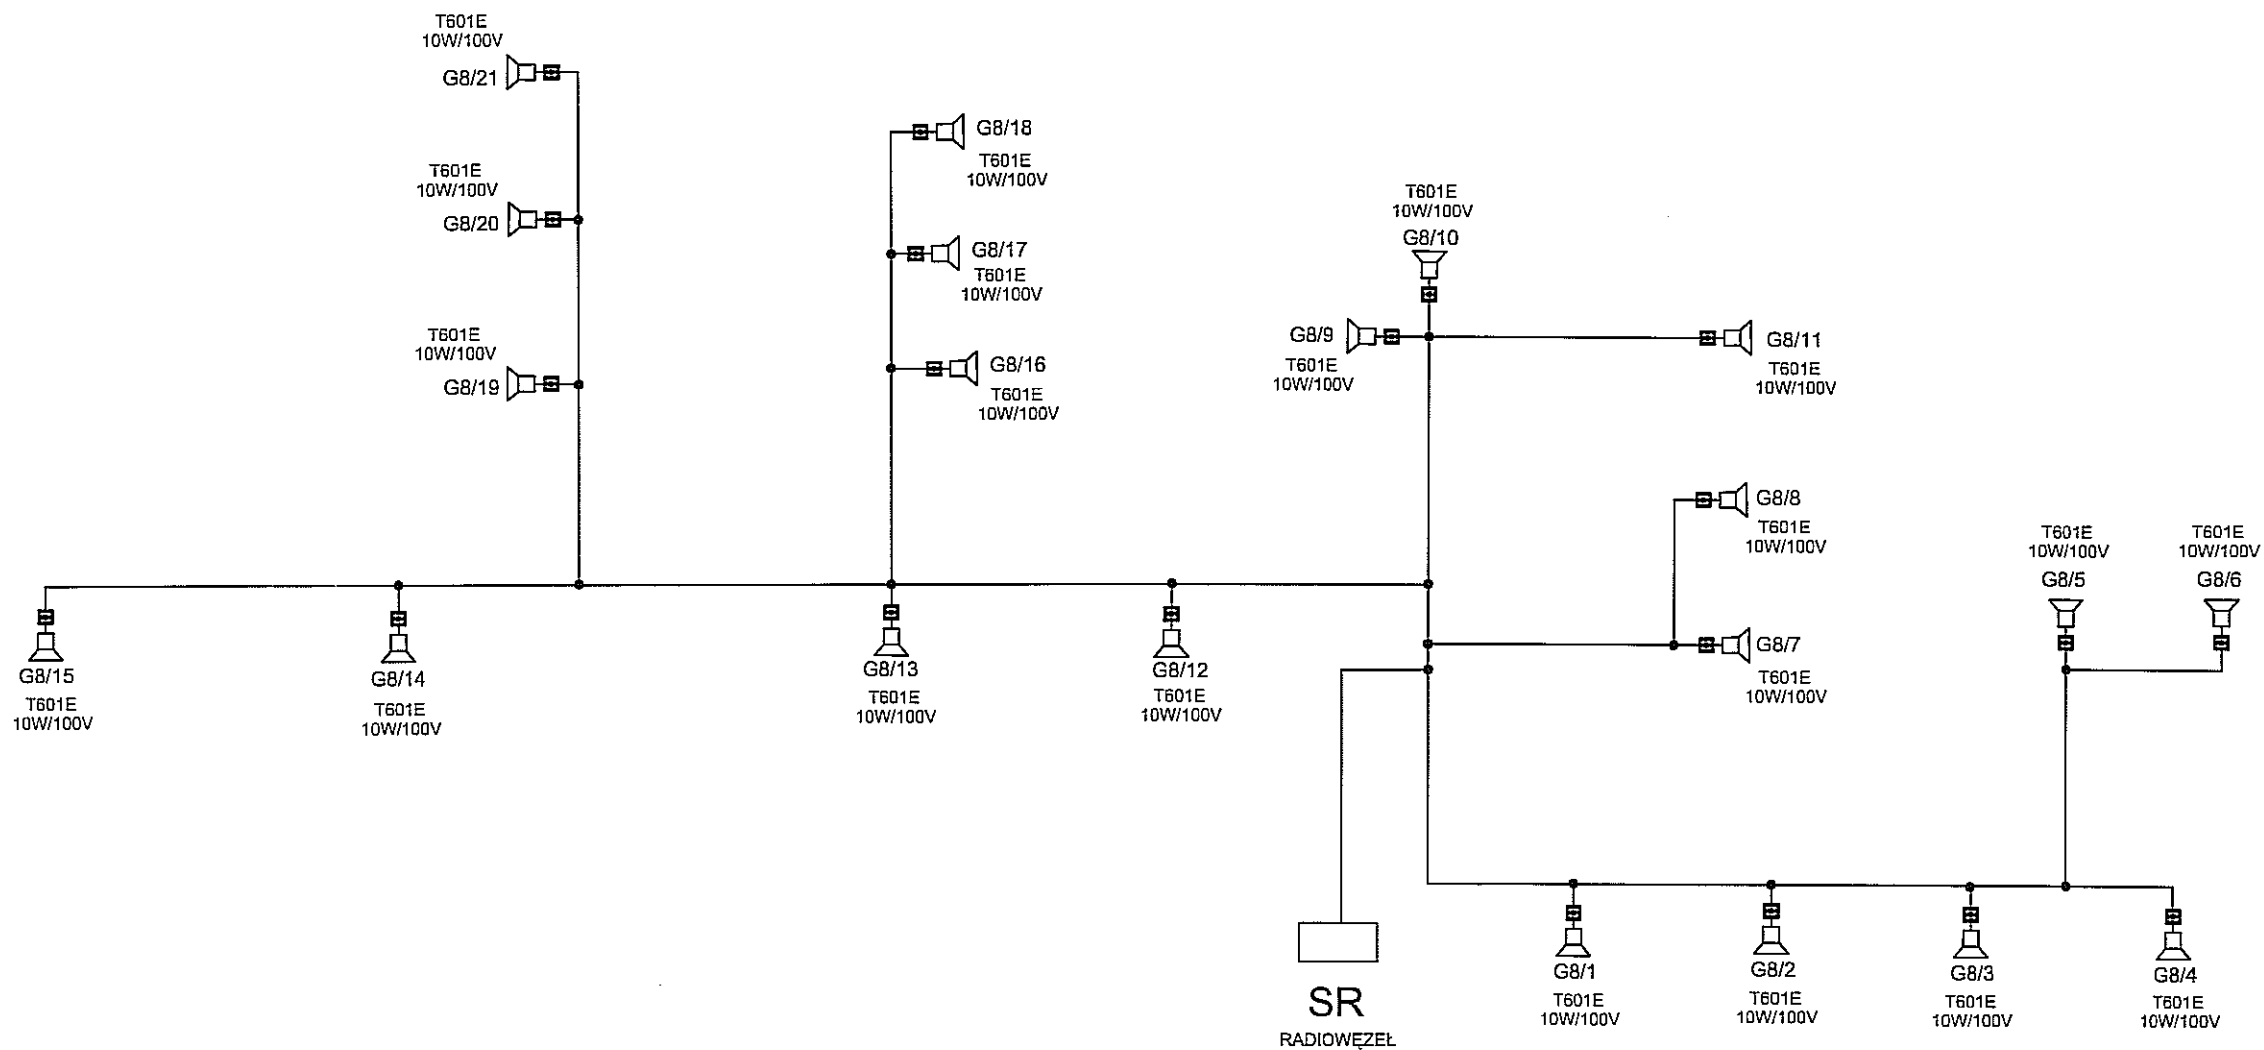 T601E
10W/100V
G8/21
G8/18
T601E
10W/100V
T601E
10W/100V
G8/20
T601E
10W/100V
G8/10
G8/17
T601E
10W/100V
T601E
10W/100V
G8/19
G8/16
T601E
10W/100V
G8/9
T601E
10W/100V
G8/11
T601E
10W/100V
G8/8
T601E
10W/100V
T601E
10W/100V
G8/5
T601E
10W/100V
G8/6
G8/15
T601E
10W/100V
G8/14
T601E
10W/100V
G8/13
T601E
10W/100V
G8/12
T601E
10W/100V
G8/7
T601E
10W/100V
G8/1
T601E
10W/100V
G8/2
T601E
10W/100V
G8/3
T601E
10W/100V
G8/4
T601E
10W/100V
SR
RADIOWĘZEŁ